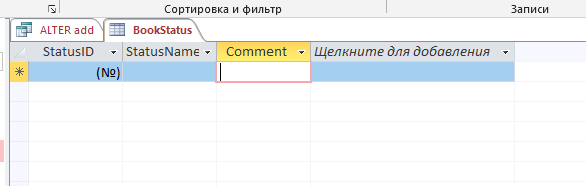 Сортировка и фильтр
Записи
ALTER add
BookStatus
StatusID
StatusName
Comment
Щелкните для добавления
(№)